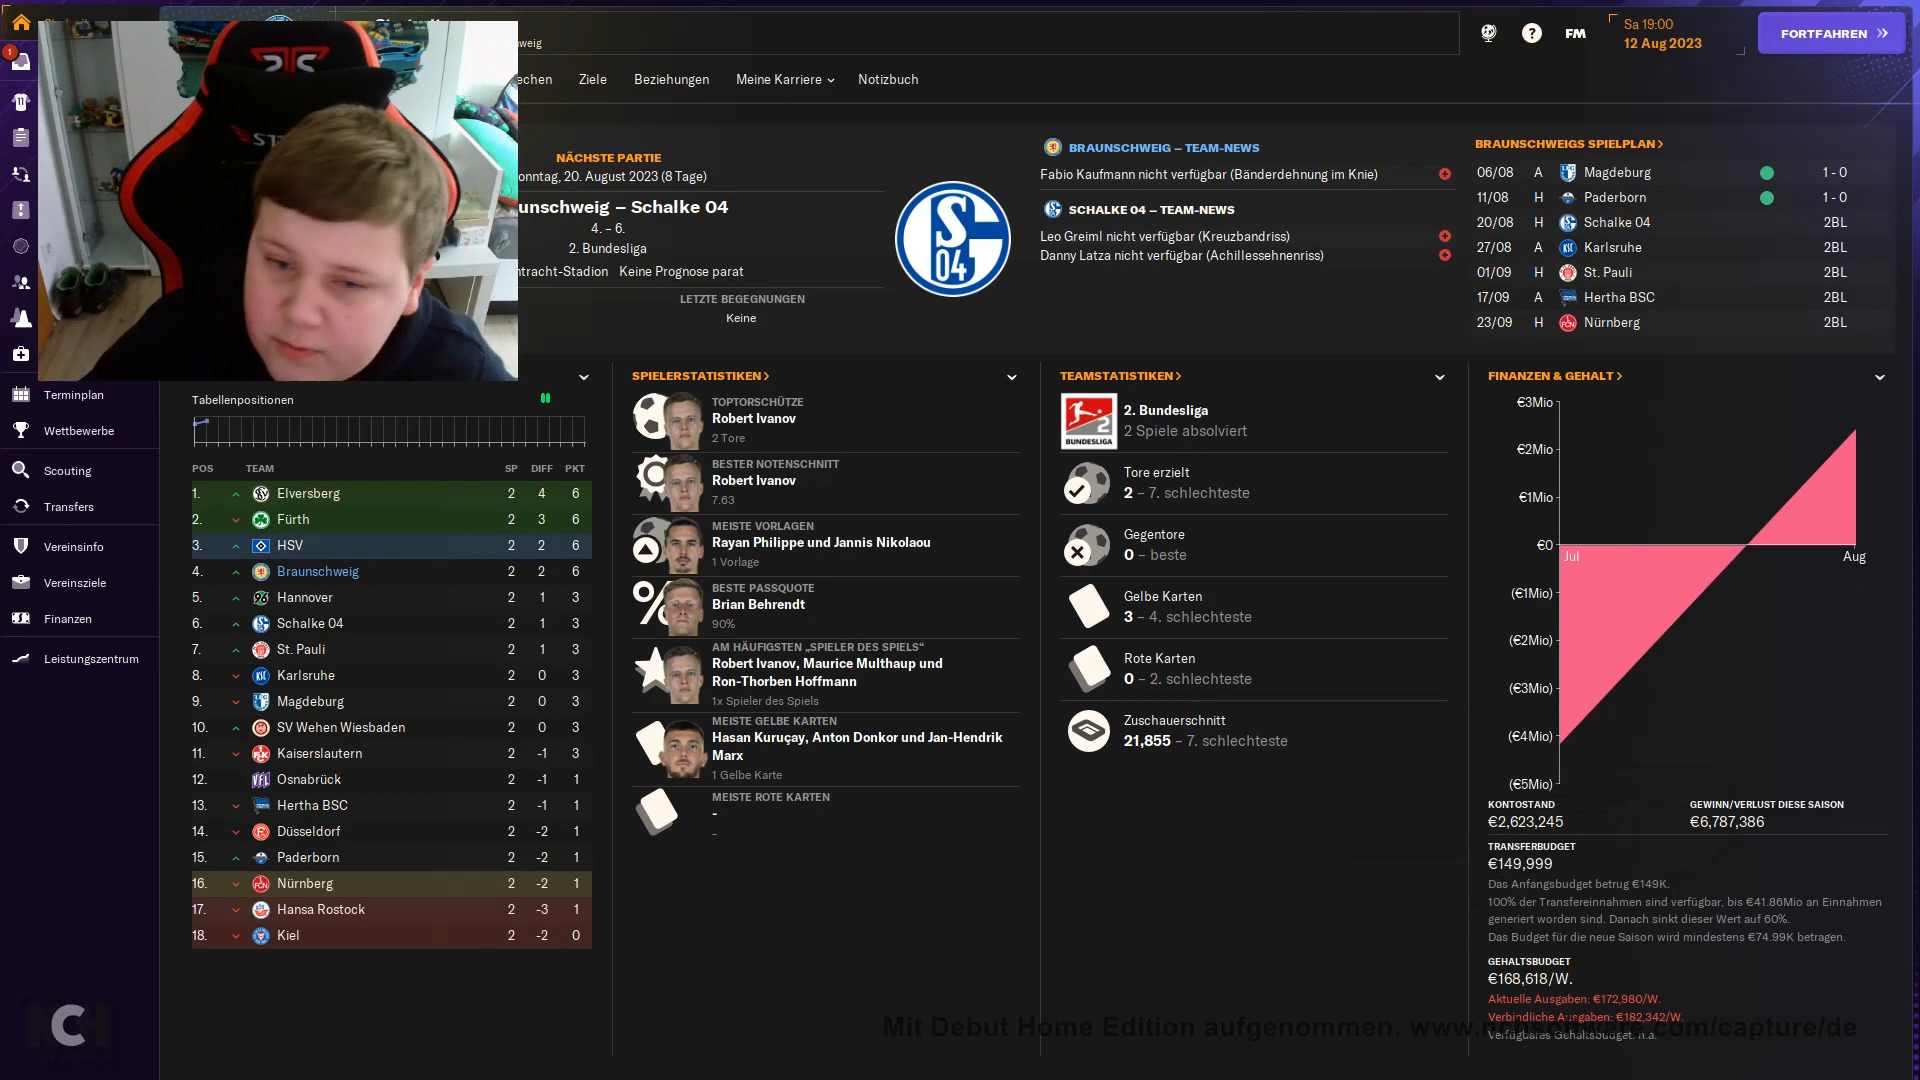 Sa 19:00
12 Aug 2023
FORTFAHREN
FM
Ziele
Beziehungen
Meine Karriere
Notizbuch
1
11
NÄCHSTE PARTIE
20. August 2023 (8 Tage)
Schalke 04
4. – 6.
2. Bundesliga
Keine Prognose parat
LETZTE BEGEGNUNGEN
Keine
S
04
BRAUNSCHWEIG – TEAM-NEWS
Fabio Kaufmann nicht verfügbar (Bänderdehnung im Knie)
SCHALKE 04 – TEAM-NEWS
Leo Greiml nicht verfügbar (Kreuzbandriss)
Danny Latza nicht verfügbar (Achillessehnenriss)
BRAUNSCHWEIGS SPIELPLAN
06/08 A Magdeburg 1 - 0
11/08 H Paderborn 1 - 0
20/08 H Schalke 04 2BL
27/08 A Karlsruhe 2BL
01/09 H St. Pauli 2BL
17/09 A Hertha BSC 2BL
23/09 H Nürnberg 2BL
Terminplan
Wettbewerbe
Scouting
Transfers
Vereinsinfo
Vereinsziele
Finanzen
Leistungszentrum
Tabellenpositionen
POS TEAM SP DIFF PKT
1. Elversberg 2 4 6
2. Fürth 2 3 6
3. HSV 2 2 6
4. Braunschweig 2 2 6
5. Hannover 2 1 3
6. Schalke 04 2 1 3
7. St. Pauli 2 1 3
8. Karlsruhe 2 0 3
9. Magdeburg 2 0 3
10. SV Wehen Wiesbaden 2 0 3
11. Kaiserslautern 2 -1 3
12. Osnabrück 2 -1 1
13. Hertha BSC 2 -1 1
14. Düsseldorf 2 -2 1
15. Paderborn 2 -2 1
16. Nürnberg 2 -2 1
17. Hansa Rostock 2 -3 1
18. Kiel 2 -2 0
SPIELERSTATISTIKEN
TOPTORSCHÜTZE
Robert Ivanov
2 Tore
BESTER NOTENSCHNITT
Robert Ivanov
7.63
MEISTE VORLAGEN
Rayan Philippe und Jannis Nikolaou
1 Vorlage
BESTE PASSQUOTE
Brian Behrendt
90%
AM HÄUFIGSTEN „SPIELER DES SPIELS“
Robert Ivanov, Maurice Multhaup und
Ron-Thorben Hoffmann
1x Spieler des Spiels
MEISTE GELBE KARTEN
Hasan Kuruçay, Anton Donkor und Jan-Hendrik
Marx
1 Gelbe Karte
MEISTE ROTE KARTEN
-
-
TEAMSTATISTIKEN
BUNDESLIGA
2. Bundesliga
2 Spiele absolviert
Tore erzielt
2 – 7. schlechteste
Gegentore
0 – beste
Gelbe Karten
3 – 4. schlechteste
Rote Karten
0 – 2. schlechteste
Zuschauerschnitt
21,855 – 7. schlechteste
FINANZEN & GEHALT
€3Mio
€2Mio
€1Mio
€0
Jul
Aug
(€1Mio)
(€2Mio)
(€3Mio)
(€4Mio)
(€5Mio)
KONTOSTAND
€2,623,245
GEWINN/VERLUST DIESE SAISON
€6,787,386
TRANSFERBUDGET
€149,999
Das Anfangsbudget betrug €149K.
100% der Transfereinnahmen sind verfügbar, bis €41.86Mio an Einnahmen
generiert worden sind. Danach sinkt dieser Wert auf 60%.
Das Budget für die neue Saison wird mindestens €74.99K betragen.
GEHALTSBUDGET
€168,618/W.
Aktuelle Ausgaben: €172,980/W.
Verbindliche Ausgaben: €182,342/W.
Verfügbares Gehaltsbudget: n.a.
Mit Debut Home Edition aufgenommen. www.nchsoftware.com/capture/de